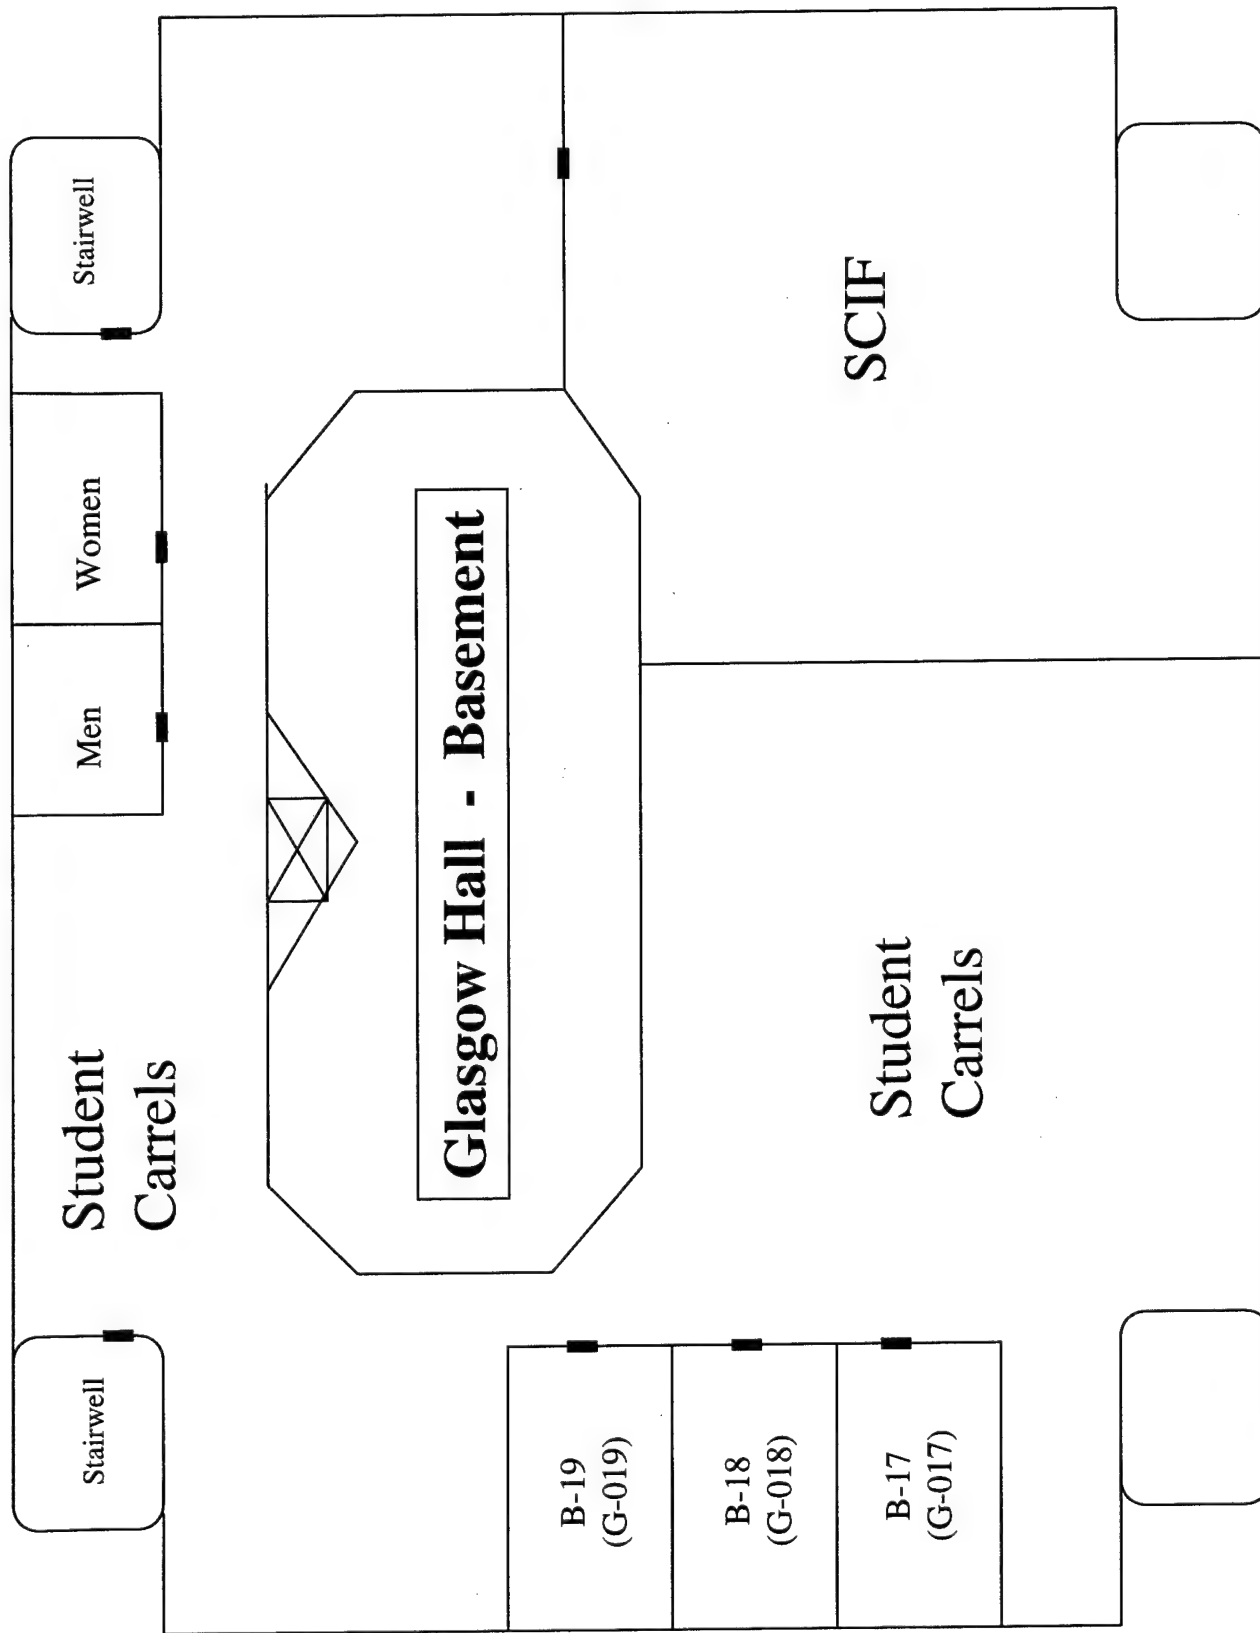 Stairwell
Student
Carrels
Men
Women
Stairwell
Glasgow Hall - Basement
B-19
(G-019)
B-18
(G-018)
B-17
(G-017)
Student
Carrels
SCIF